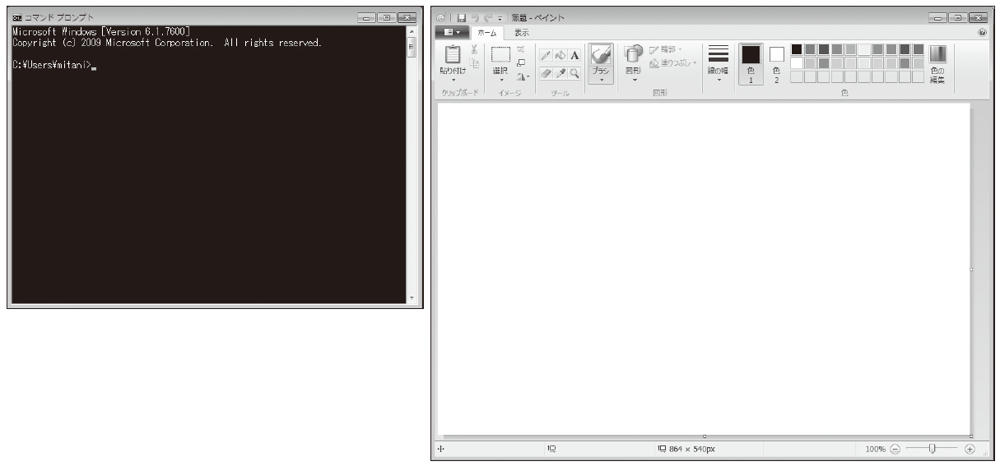 コマンド プロンプト
Microsoft Windows [Version 6.1.7600]
Copyright (c) 2009 Microsoft Corporation.  All rights reserved.
C:¥Users¥mitani>
無題 - ペイント
ホーム
表示
貼り付け
クリップボード
選択
イメージ
A
ツール
ブラシ
図形
輪郭
塗りつぶし
図形
線の幅
色
1
色
2
色の
編集
色
864 × 540px
100%